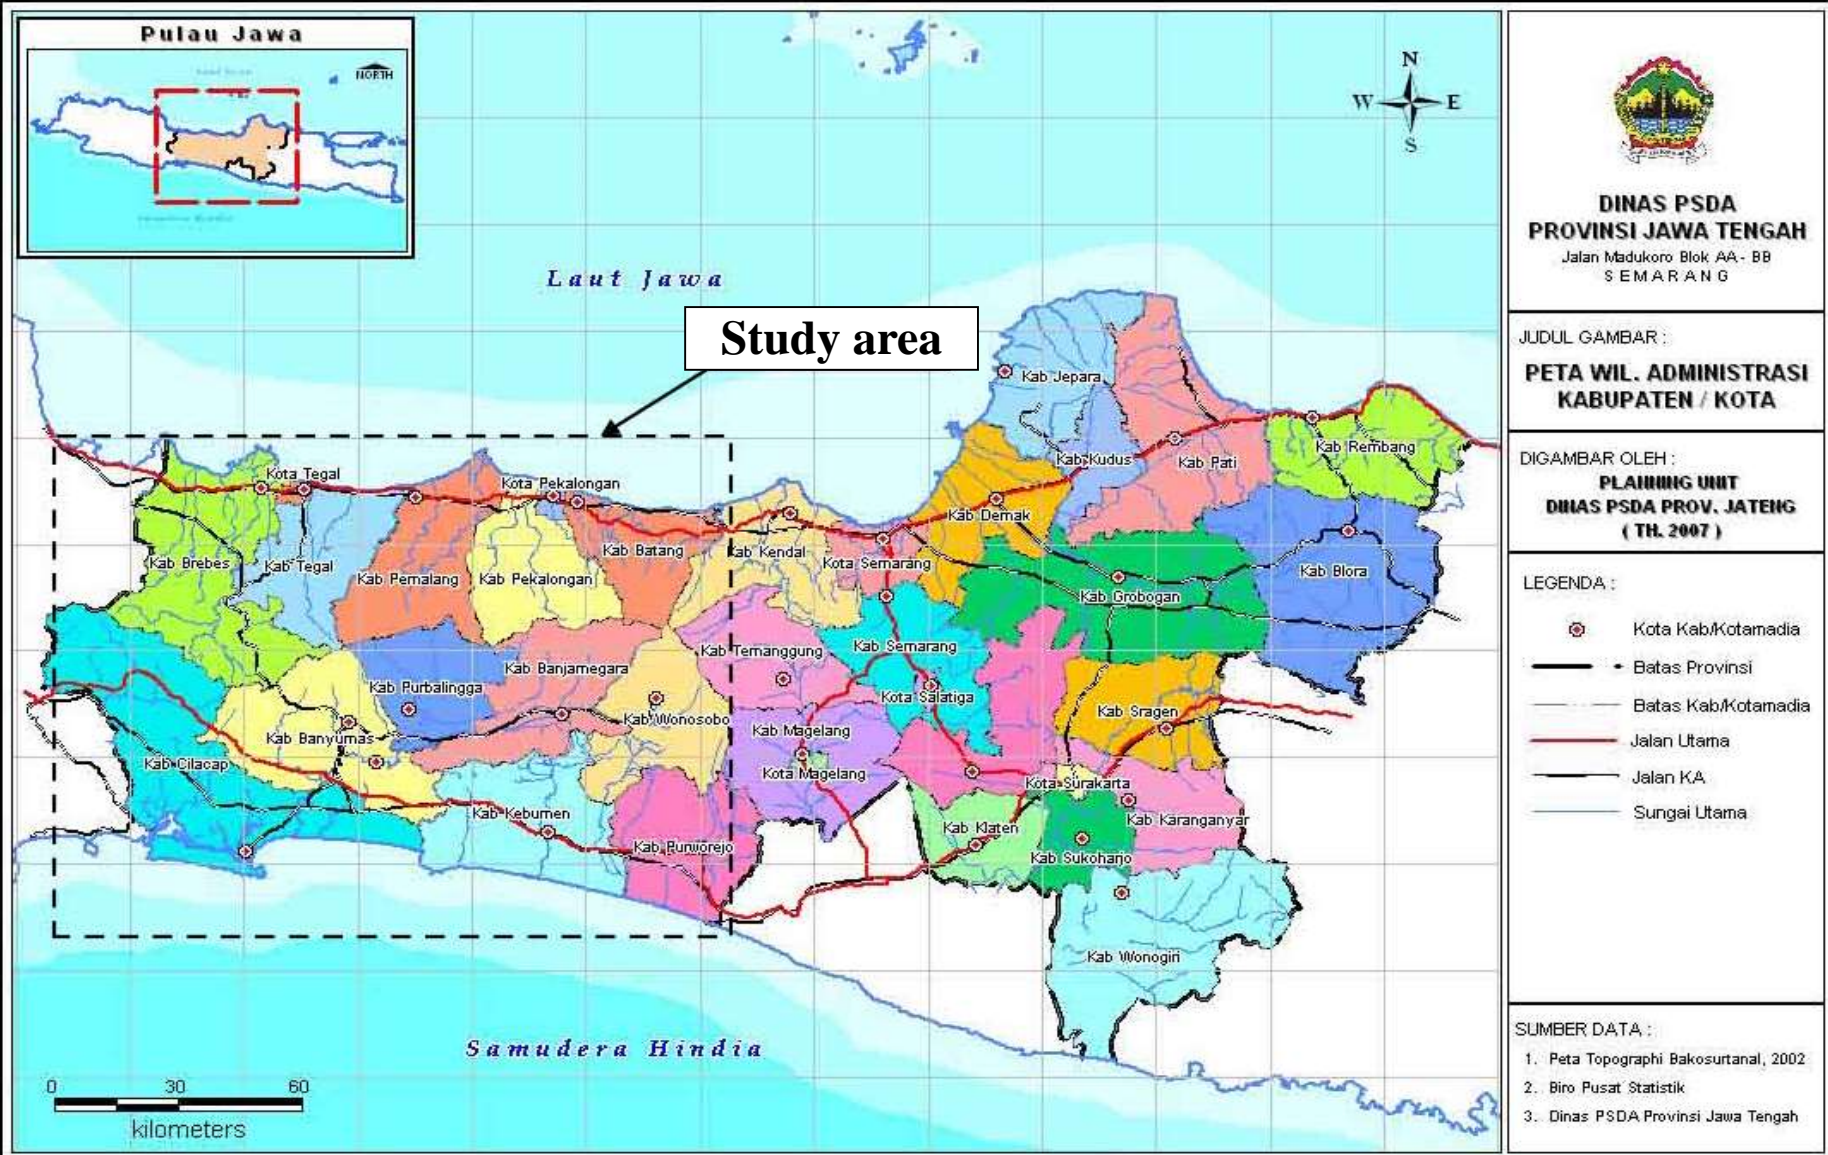 Pulau Jawa
NORTH
N
W
E
S
Laut Jawa
Study area
Kab Jepara
Kab Kudus
Kab Pati
Kab Rembang
Kota Tegal
Kota Pekalongan
Kab Demak
Kab Brebes
Kab Tegal
Kab Pemalang
Kab Pekalongan
Kab Batang
Kab Kendal
Kota Semarang
Kab Grobogan
Kab Blora
Kab Temanggung
Kab Semarang
Kab Banjarnegara
Kab Purbalingga
Kota Salatiga
Kab Wonosobo
Kab Sragen
Kab Banyumas
Kab Magelang
Kab Cilacap
Kota Magelang
Kota Surakarta
Kab Kebumen
Kab Klaten
Kab Karanganyar
Kab Purworejo
Kab Sukoharjo
Kab Wonogiri
Samudera Hindia
0 30 60
kilometers
DINAS PSDA
PROVINSI JAWA TENGAH
Jalan Madukoro Blok AA - BB
SEMARANG
JUDUL GAMBAR :
PETA WIL. ADMINISTRASI
KABUPATEN / KOTA
DIGAMBAR OLEH :
PLANNING UNIT
DINAS PSDA PROV. JATENG
( TH. 2007 )
LEGENDA :
Kota Kab/Kotamadia
Batas Provinsi
Batas Kab/Kotamadia
Jalan Utama
Jalan KA
Sungai Utama
SUMBER DATA :
1. Peta Topographi Bakosurtanal, 2002
2. Biro Pusat Statistik
3. Dinas PSDA Provinsi Jawa Tengah